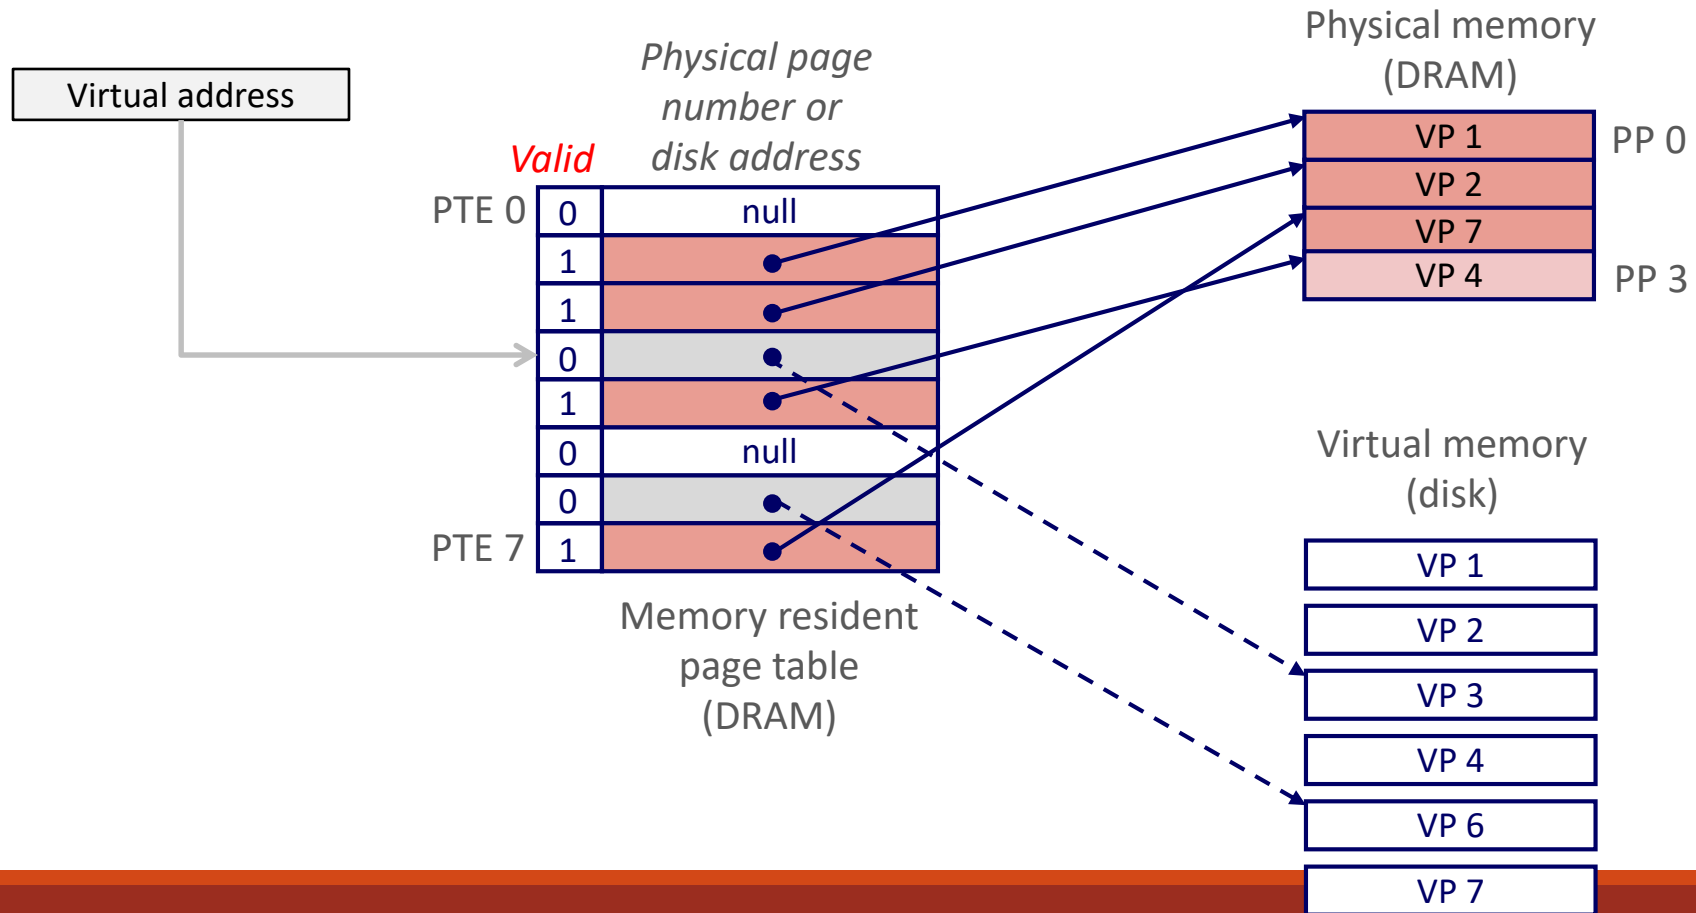 Virtual address
Physical page
number or
disk address
Valid
PTE 0
0
null
1
1
0
1
0
null
0
PTE 7
1
Memory resident
page table
(DRAM)
Physical memory
(DRAM)
VP 1
PP 0
VP 2
VP 7
VP 4
PP 3
Virtual memory
(disk)
VP 1
VP 2
VP 3
VP 4
VP 6
VP 7